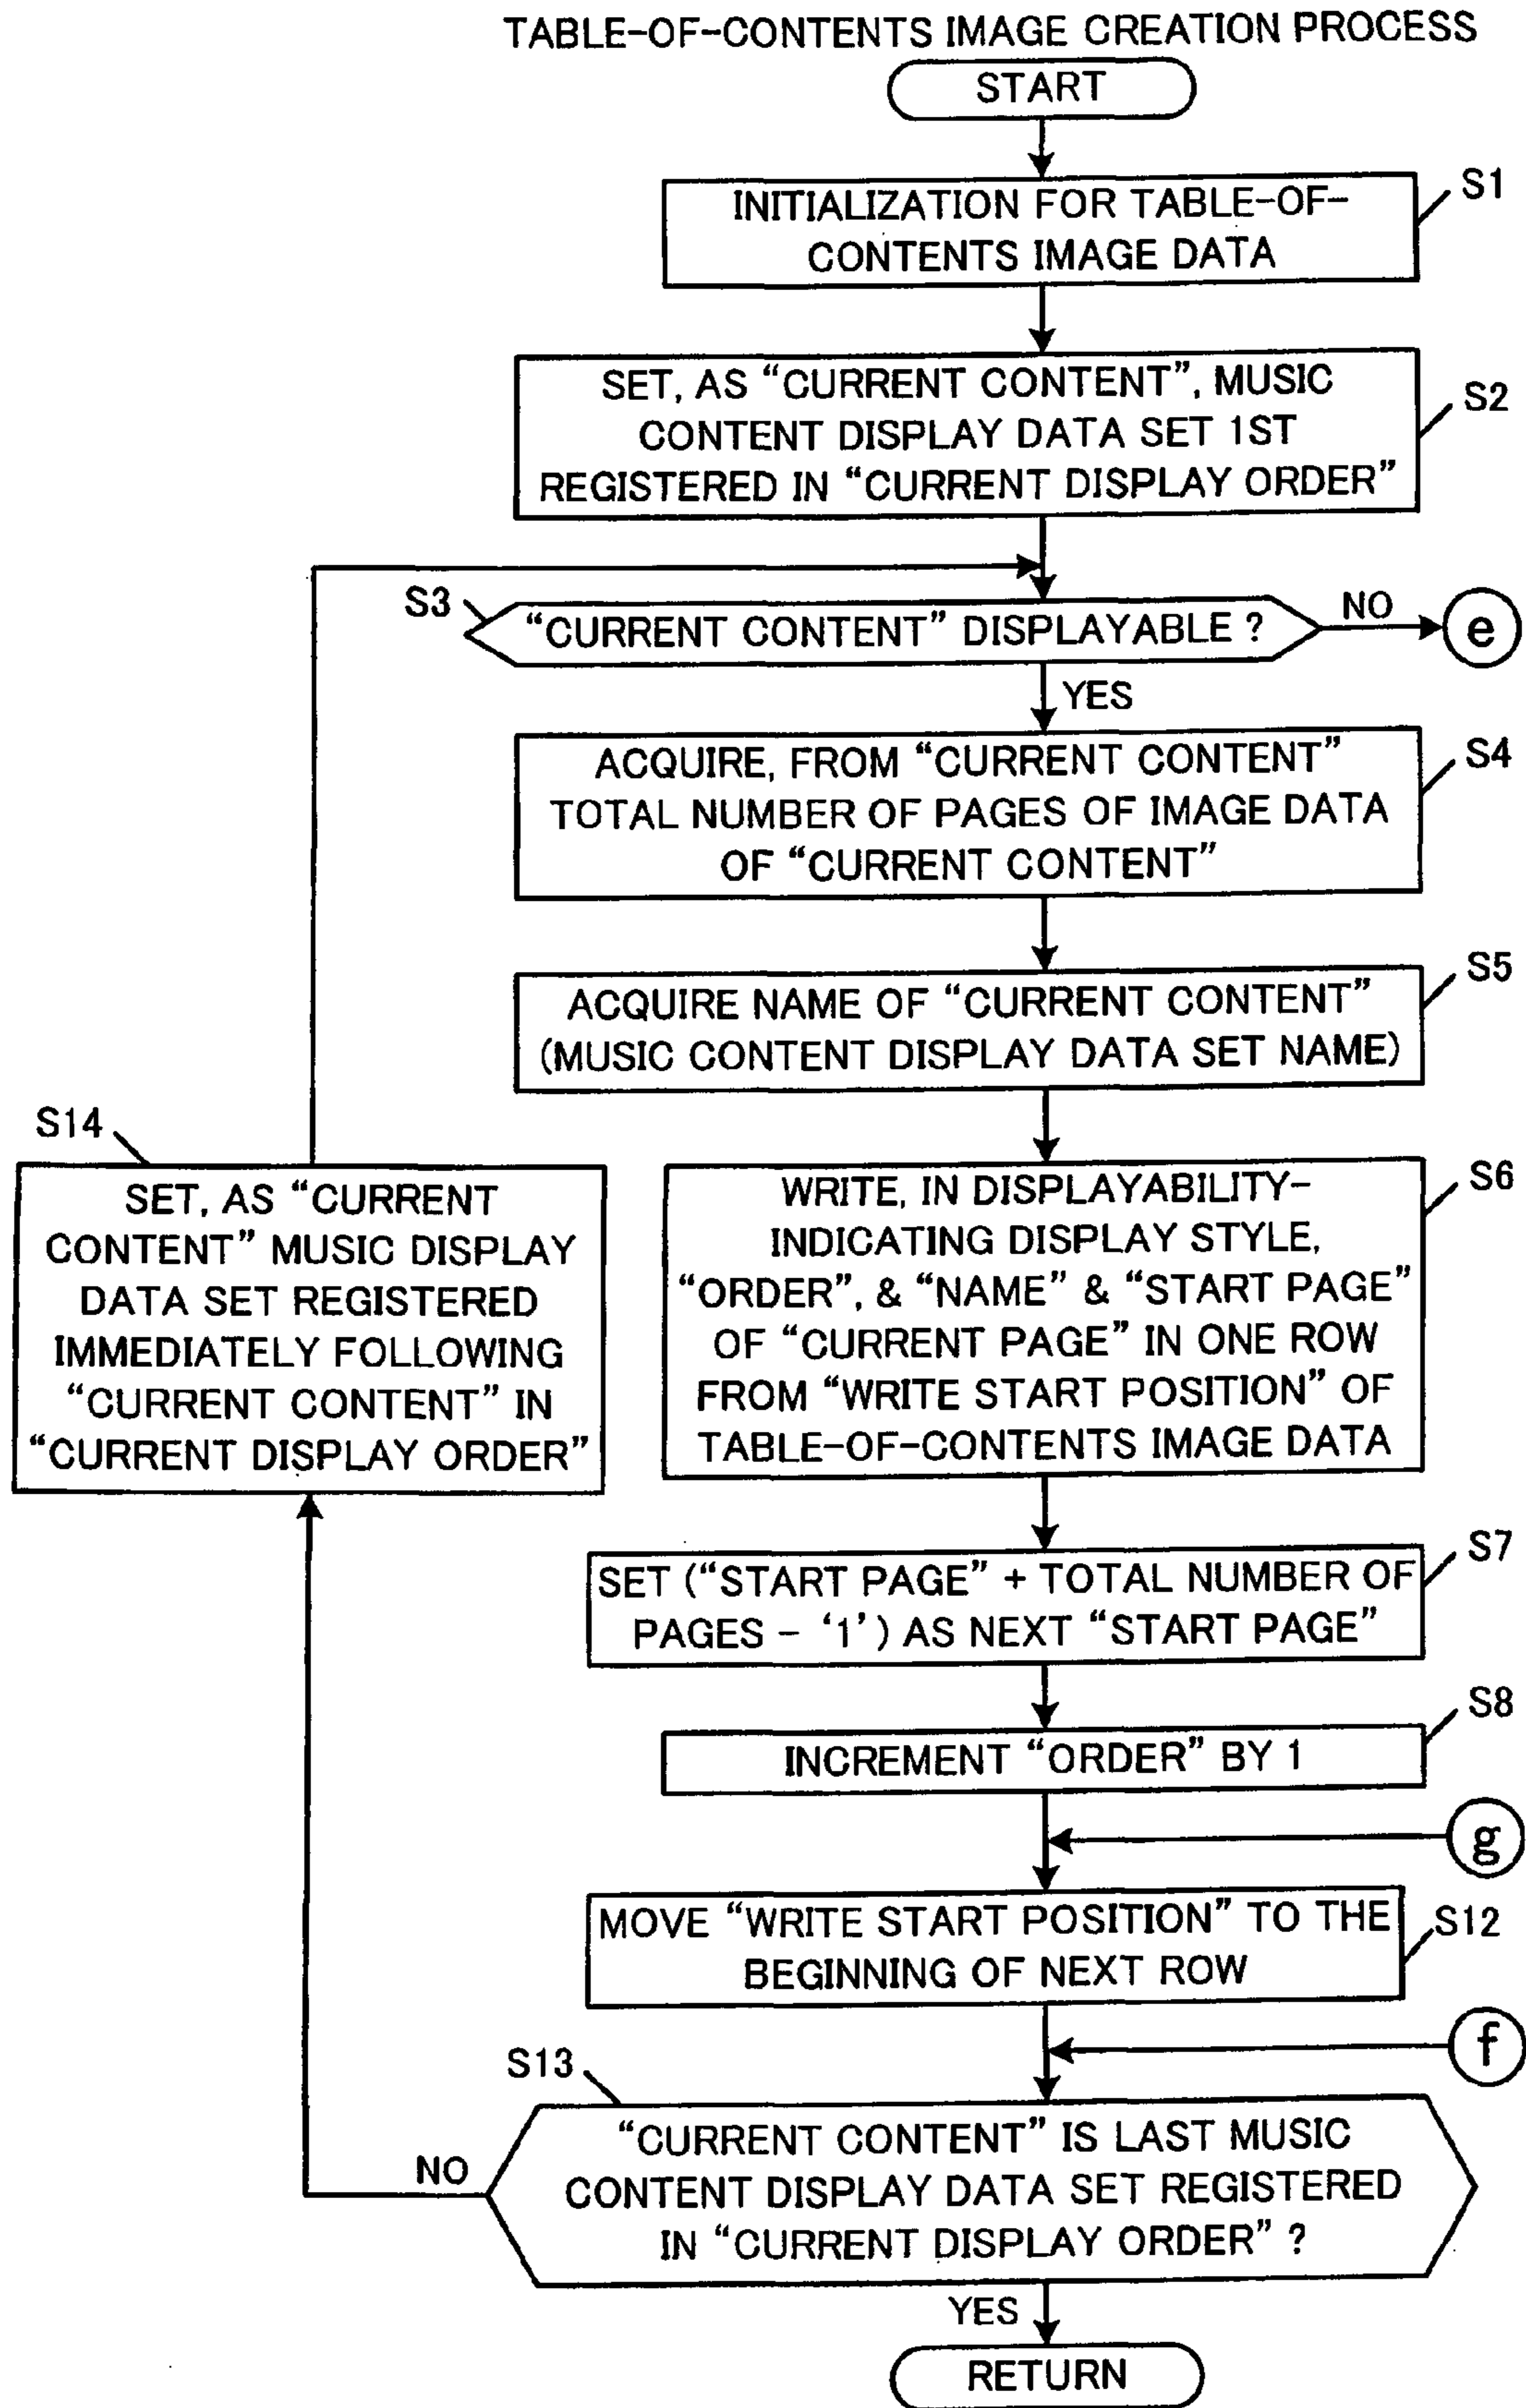 TABLE-OF-CONTENTS IMAGE CREATION PROCESS
START
S1
INITIALIZATION FOR TABLE-OF-
CONTENTS IMAGE DATA
S2
SET, AS “CURRENT CONTENT”, MUSIC
CONTENT DISPLAY DATA SET 1ST
REGISTERED IN “CURRENT DISPLAY ORDER”
S3
“CURRENT CONTENT” DISPLAYABLE ?
NO
e
YES
S4
ACQUIRE, FROM “CURRENT CONTENT”
TOTAL NUMBER OF PAGES OF IMAGE DATA
OF “CURRENT CONTENT”
S5
ACQUIRE NAME OF “CURRENT CONTENT”
(MUSIC CONTENT DISPLAY DATA SET NAME)
S14
SET, AS “CURRENT
CONTENT” MUSIC DISPLAY
DATA SET REGISTERED
IMMEDIATELY FOLLOWING
“CURRENT CONTENT” IN
“CURRENT DISPLAY ORDER”
S6
WRITE, IN DISPLAYABILITY-
INDICATING DISPLAY STYLE,
“ORDER”, & “NAME” & “START PAGE”
OF “CURRENT PAGE” IN ONE ROW
FROM “WRITE START POSITION” OF
TABLE-OF-CONTENTS IMAGE DATA
S7
SET (“START PAGE” + TOTAL NUMBER OF
PAGES - ‘1’) AS NEXT “START PAGE”
S8
INCREMENT “ORDER” BY 1
g
MOVE “WRITE START POSITION” TO THE
BEGINNING OF NEXT ROW
S12
f
S13
“CURRENT CONTENT” IS LAST MUSIC
CONTENT DISPLAY DATA SET REGISTERED
IN “CURRENT DISPLAY ORDER” ?
NO
YES
RETURN